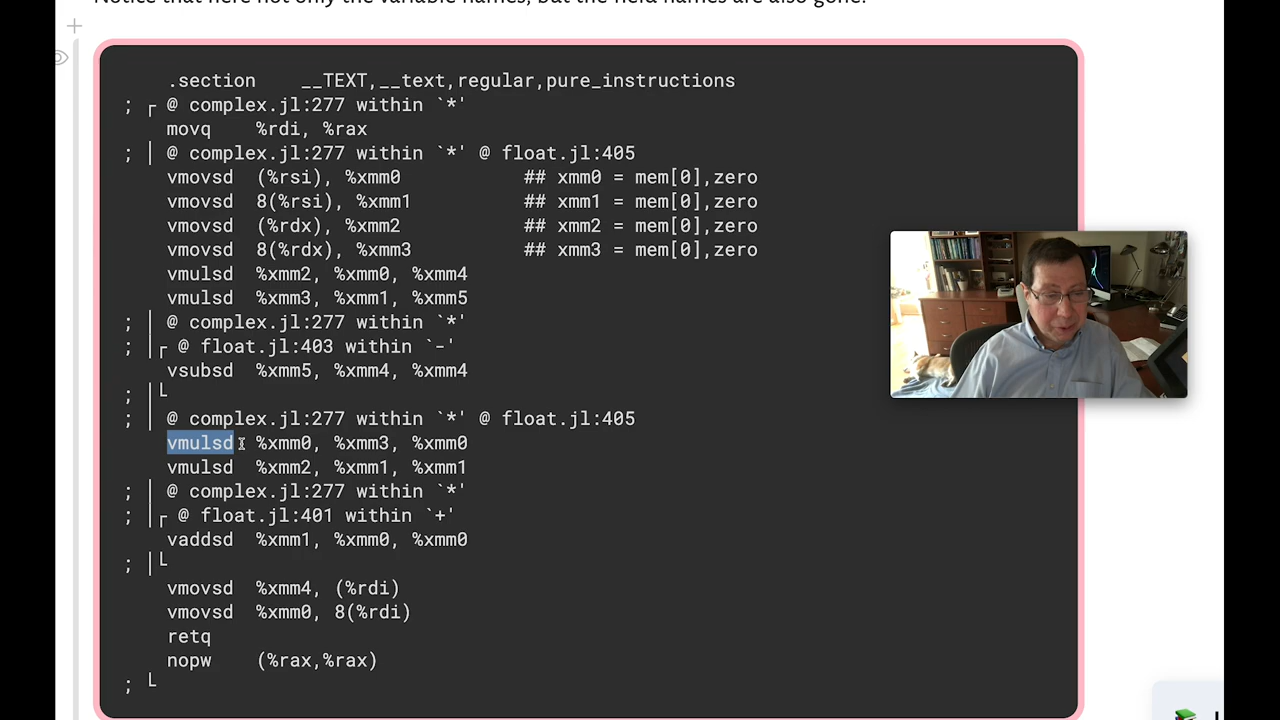 Notice that here not only the variable names, but the field names are also gone!
.section    __TEXT,__text,regular,pure_instructions
; ┌ @ complex.jl:277 within `*'
movq    %rdi, %rax
; │ @ complex.jl:277 within `*' @ float.jl:405
vmovsd  (%rsi), %xmm0           ## xmm0 = mem[0],zero
vmovsd  8(%rsi), %xmm1          ## xmm1 = mem[0],zero
vmovsd  (%rdx), %xmm2           ## xmm2 = mem[0],zero
vmovsd  8(%rdx), %xmm3          ## xmm3 = mem[0],zero
vmulsd  %xmm2, %xmm0, %xmm4
vmulsd  %xmm3, %xmm1, %xmm5
; │ @ complex.jl:277 within `*'
; │┌ @ float.jl:403 within `-'
vsubsd  %xmm5, %xmm4, %xmm4
; │└
; │ @ complex.jl:277 within `*' @ float.jl:405
vmulsd  %xmm0, %xmm3, %xmm0
vmulsd  %xmm2, %xmm1, %xmm1
; │ @ complex.jl:277 within `*'
; │┌ @ float.jl:401 within `+'
vaddsd  %xmm1, %xmm0, %xmm0
; │└
vmovsd  %xmm4, (%rdi)
vmovsd  %xmm0, 8(%rdi)
retq
nopw    (%rax,%rax)
; └